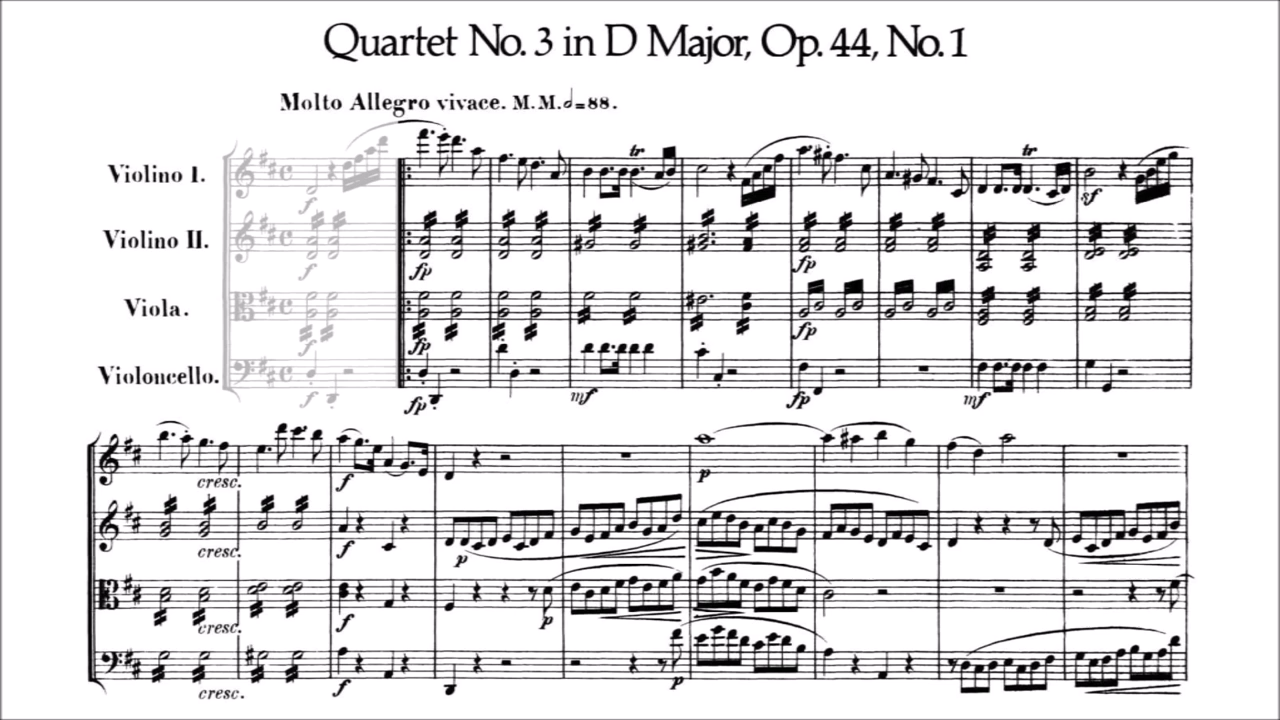 Quartet No. 3 in D Major, Op. 44, No. 1
Molto Allegro vivace. M.M.𝅗𝅥=88.
Violino I.
tr tr
f sf
Violino II.
f fp fp
Viola.
f fp fp
Violoncello.
f fp mf fp mf
cresc. f p
cresc. f p
cresc. f p
cresc. f p